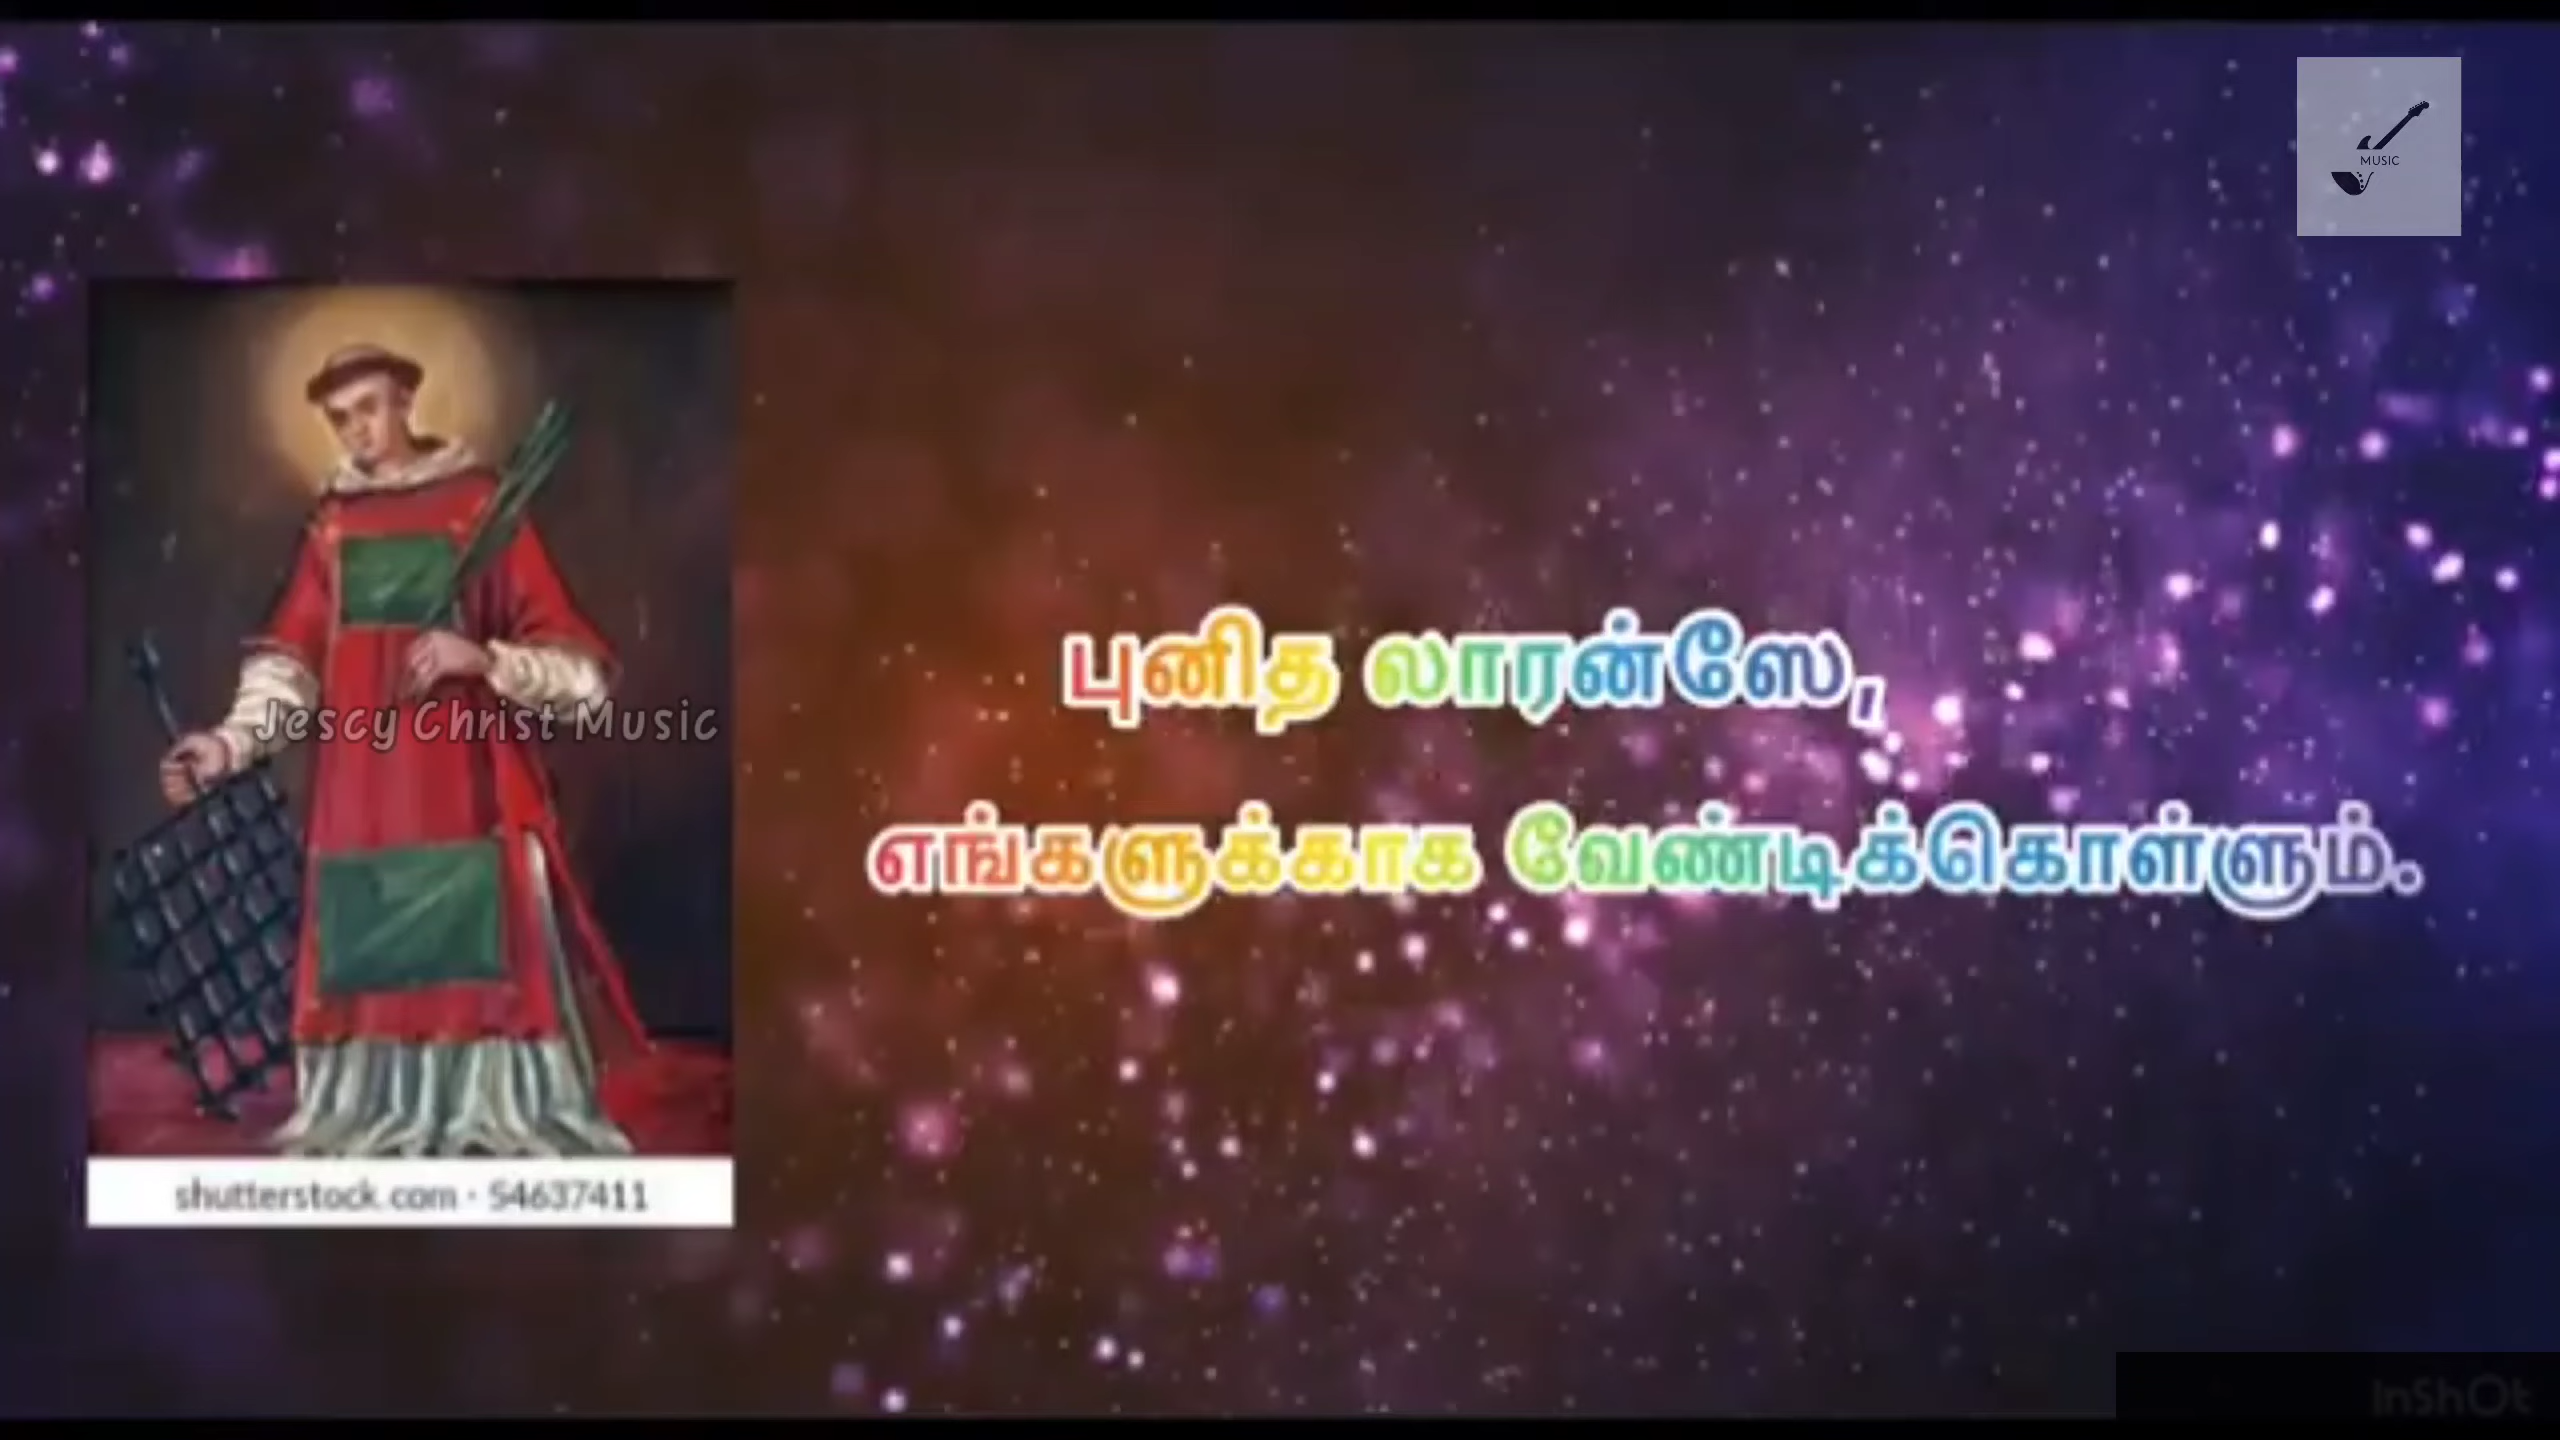 MUSIC
புனித லாரன்ஸே,
Jescy Christ Music
எங்களுக்காக வேண்டிக்கொள்ளும்.
shutterstock.com · 54637411
InShOt